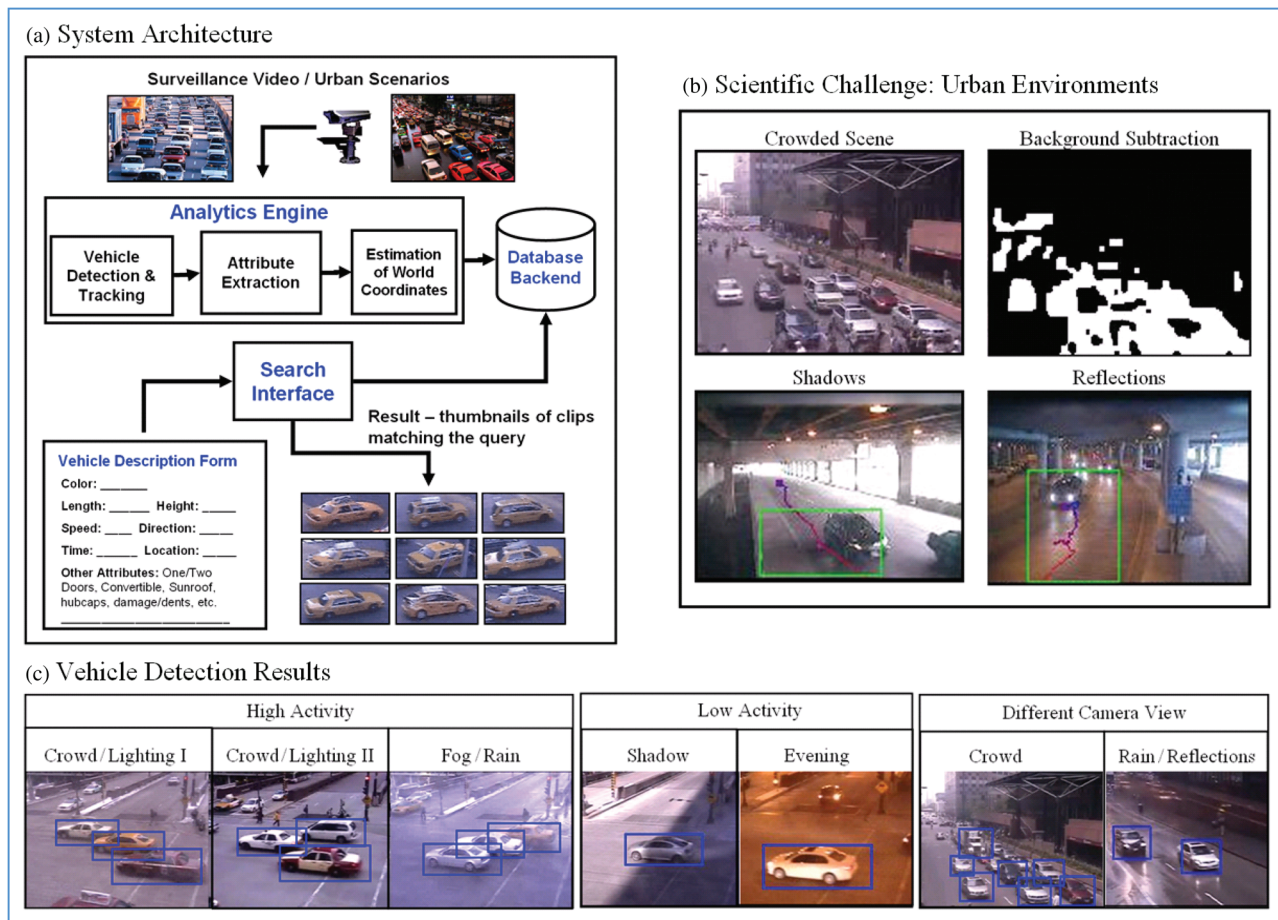 (a) System Architecture
Surveillance Video / Urban Scenarios
Analytics Engine
Vehicle
Detection &
Tracking
Attribute
Extraction
Estimation
of World
Coordinates
Database
Backend
Search
Interface
Result – thumbnails of clips
matching the query
Vehicle Description Form
Color: _______
Length: ______ Height: _____
Speed: ____ Direction: _____
Time: ______ Location: _____
Other Attributes: One/Two
Doors, Convertible, Sunroof,
hubcaps, damage/dents, etc.
(b) Scientific Challenge: Urban Environments
Crowded Scene
Background Subtraction
Shadows
Reflections
(c) Vehicle Detection Results
High Activity
Crowd / Lighting I
Crowd / Lighting II
Fog / Rain
Low Activity
Shadow
Evening
Different Camera View
Crowd
Rain / Reflections